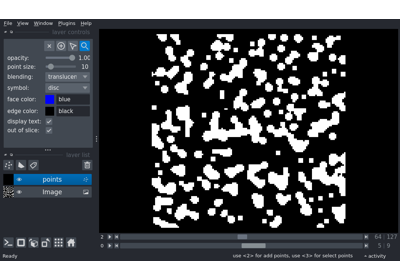 File View Window Plugins Help
layer controls
opacity: 1.00
point size: 10
blending: translucen
symbol: disc
face color: blue
edge color: black
display text:
out of slice:
layer list
points
Image
2 64 127
0 5 9
Ready use <2> for add points, use <3> for select points activity